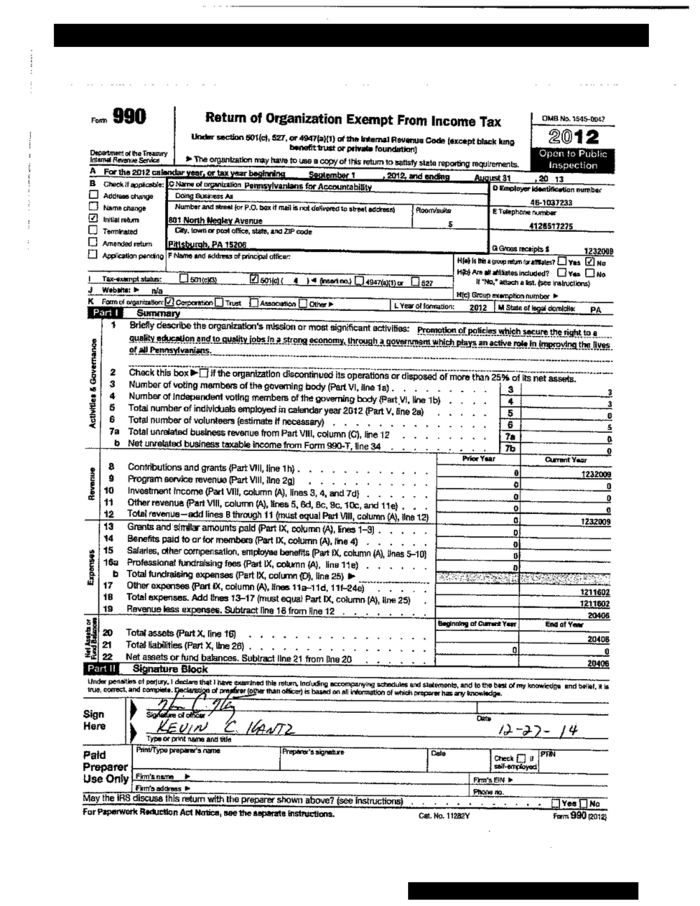 Form 990
Return of Organization Exempt From Income Tax
OMB No. 1545-0047
Under section 501(c), 527, or 4947(a)(1) of the Internal Revenue Code (except black lung
benefit trust or private foundation)
2012
Department of the Treasury
Internal Revenue Service
▶ The organization may have to use a copy of this return to satisfy state reporting requirements.
Open to Public
Inspection
A For the 2012 calendar year, or tax year beginning September 1 , 2012, and ending August 31 , 20 13
B Check if applicable: C Name of organization Pennsylvanians for Accountability D Employer identification number
Address change Doing Business As 46-1037233
Name change Number and street (or P.O. box if mail is not delivered to street address) Room/suite E Telephone number
Initial return 801 North Negley Avenue 5 4128517275
Terminated City, town or post office, state, and ZIP code
Amended return Pittsburgh, PA 15206 G Gross receipts $ 1232009
Application pending F Name and address of principal officer: H(a) Is this a group return for affiliates? Yes No
H(b) Are all affiliates included? Yes No
I Tax-exempt status: 501(c)(3) 501(c) ( 4 ) ◀ (insert no.) 4947(a)(1) or 527 If "No," attach a list. (see instructions)
J Website: ▶ n/a H(c) Group exemption number ▶
K Form of organization: Corporation Trust Association Other ▶ L Year of formation: 2012 M State of legal domicile: PA
Part I Summary
1 Briefly describe the organization's mission or most significant activities: Promotion of policies which secure the right to a
quality education and to quality jobs in a strong economy, through a government which plays an active role in improving the lives
of all Pennsylvanians.
Activities & Governance
2 Check this box ▶ if the organization discontinued its operations or disposed of more than 25% of its net assets.
3 Number of voting members of the governing body (Part VI, line 1a) 3 3
4 Number of independent voting members of the governing body (Part VI, line 1b) 4 3
5 Total number of individuals employed in calendar year 2012 (Part V, line 2a) 5 0
6 Total number of volunteers (estimate if necessary) 6 5
7a Total unrelated business revenue from Part VIII, column (C), line 12 7a 0
b Net unrelated business taxable income from Form 990-T, line 34 7b 0
Prior Year Current Year
Revenue
8 Contributions and grants (Part VIII, line 1h) 0 1232009
9 Program service revenue (Part VIII, line 2g) 0 0
10 Investment income (Part VIII, column (A), lines 3, 4, and 7d) 0 0
11 Other revenue (Part VIII, column (A), lines 5, 6d, 8c, 9c, 10c, and 11e) 0 0
12 Total revenue—add lines 8 through 11 (must equal Part VIII, column (A), line 12) 0 1232009
Expenses
13 Grants and similar amounts paid (Part IX, column (A), lines 1–3) 0
14 Benefits paid to or for members (Part IX, column (A), line 4) 0
15 Salaries, other compensation, employee benefits (Part IX, column (A), lines 5–10) 0
16a Professional fundraising fees (Part IX, column (A), line 11e) 0
b Total fundraising expenses (Part IX, column (D), line 25) ▶
17 Other expenses (Part IX, column (A), lines 11a–11d, 11f–24e) 1211602
18 Total expenses. Add lines 13–17 (must equal Part IX, column (A), line 25) 1211602
19 Revenue less expenses. Subtract line 18 from line 12 20406
Beginning of Current Year End of Year
Net Assets or Fund Balances
20 Total assets (Part X, line 16) 20406
21 Total liabilities (Part X, line 26) 0 0
22 Net assets or fund balances. Subtract line 21 from line 20 20406
Part II Signature Block
Under penalties of perjury, I declare that I have examined this return, including accompanying schedules and statements, and to the best of my knowledge and belief, it is
true, correct, and complete. Declaration of preparer (other than officer) is based on all information of which preparer has any knowledge.
Sign
Here
Signature of officer Date
KEVIN C. KANTZ 12-27-14
Type or print name and title
Paid
Preparer
Use Only
Print/Type preparer's name Preparer's signature Date Check if self-employed PTIN
Firm's name ▶ Firm's EIN ▶
Firm's address ▶ Phone no.
May the IRS discuss this return with the preparer shown above? (see instructions) Yes No
For Paperwork Reduction Act Notice, see the separate instructions. Cat. No. 11282Y Form 990 (2012)